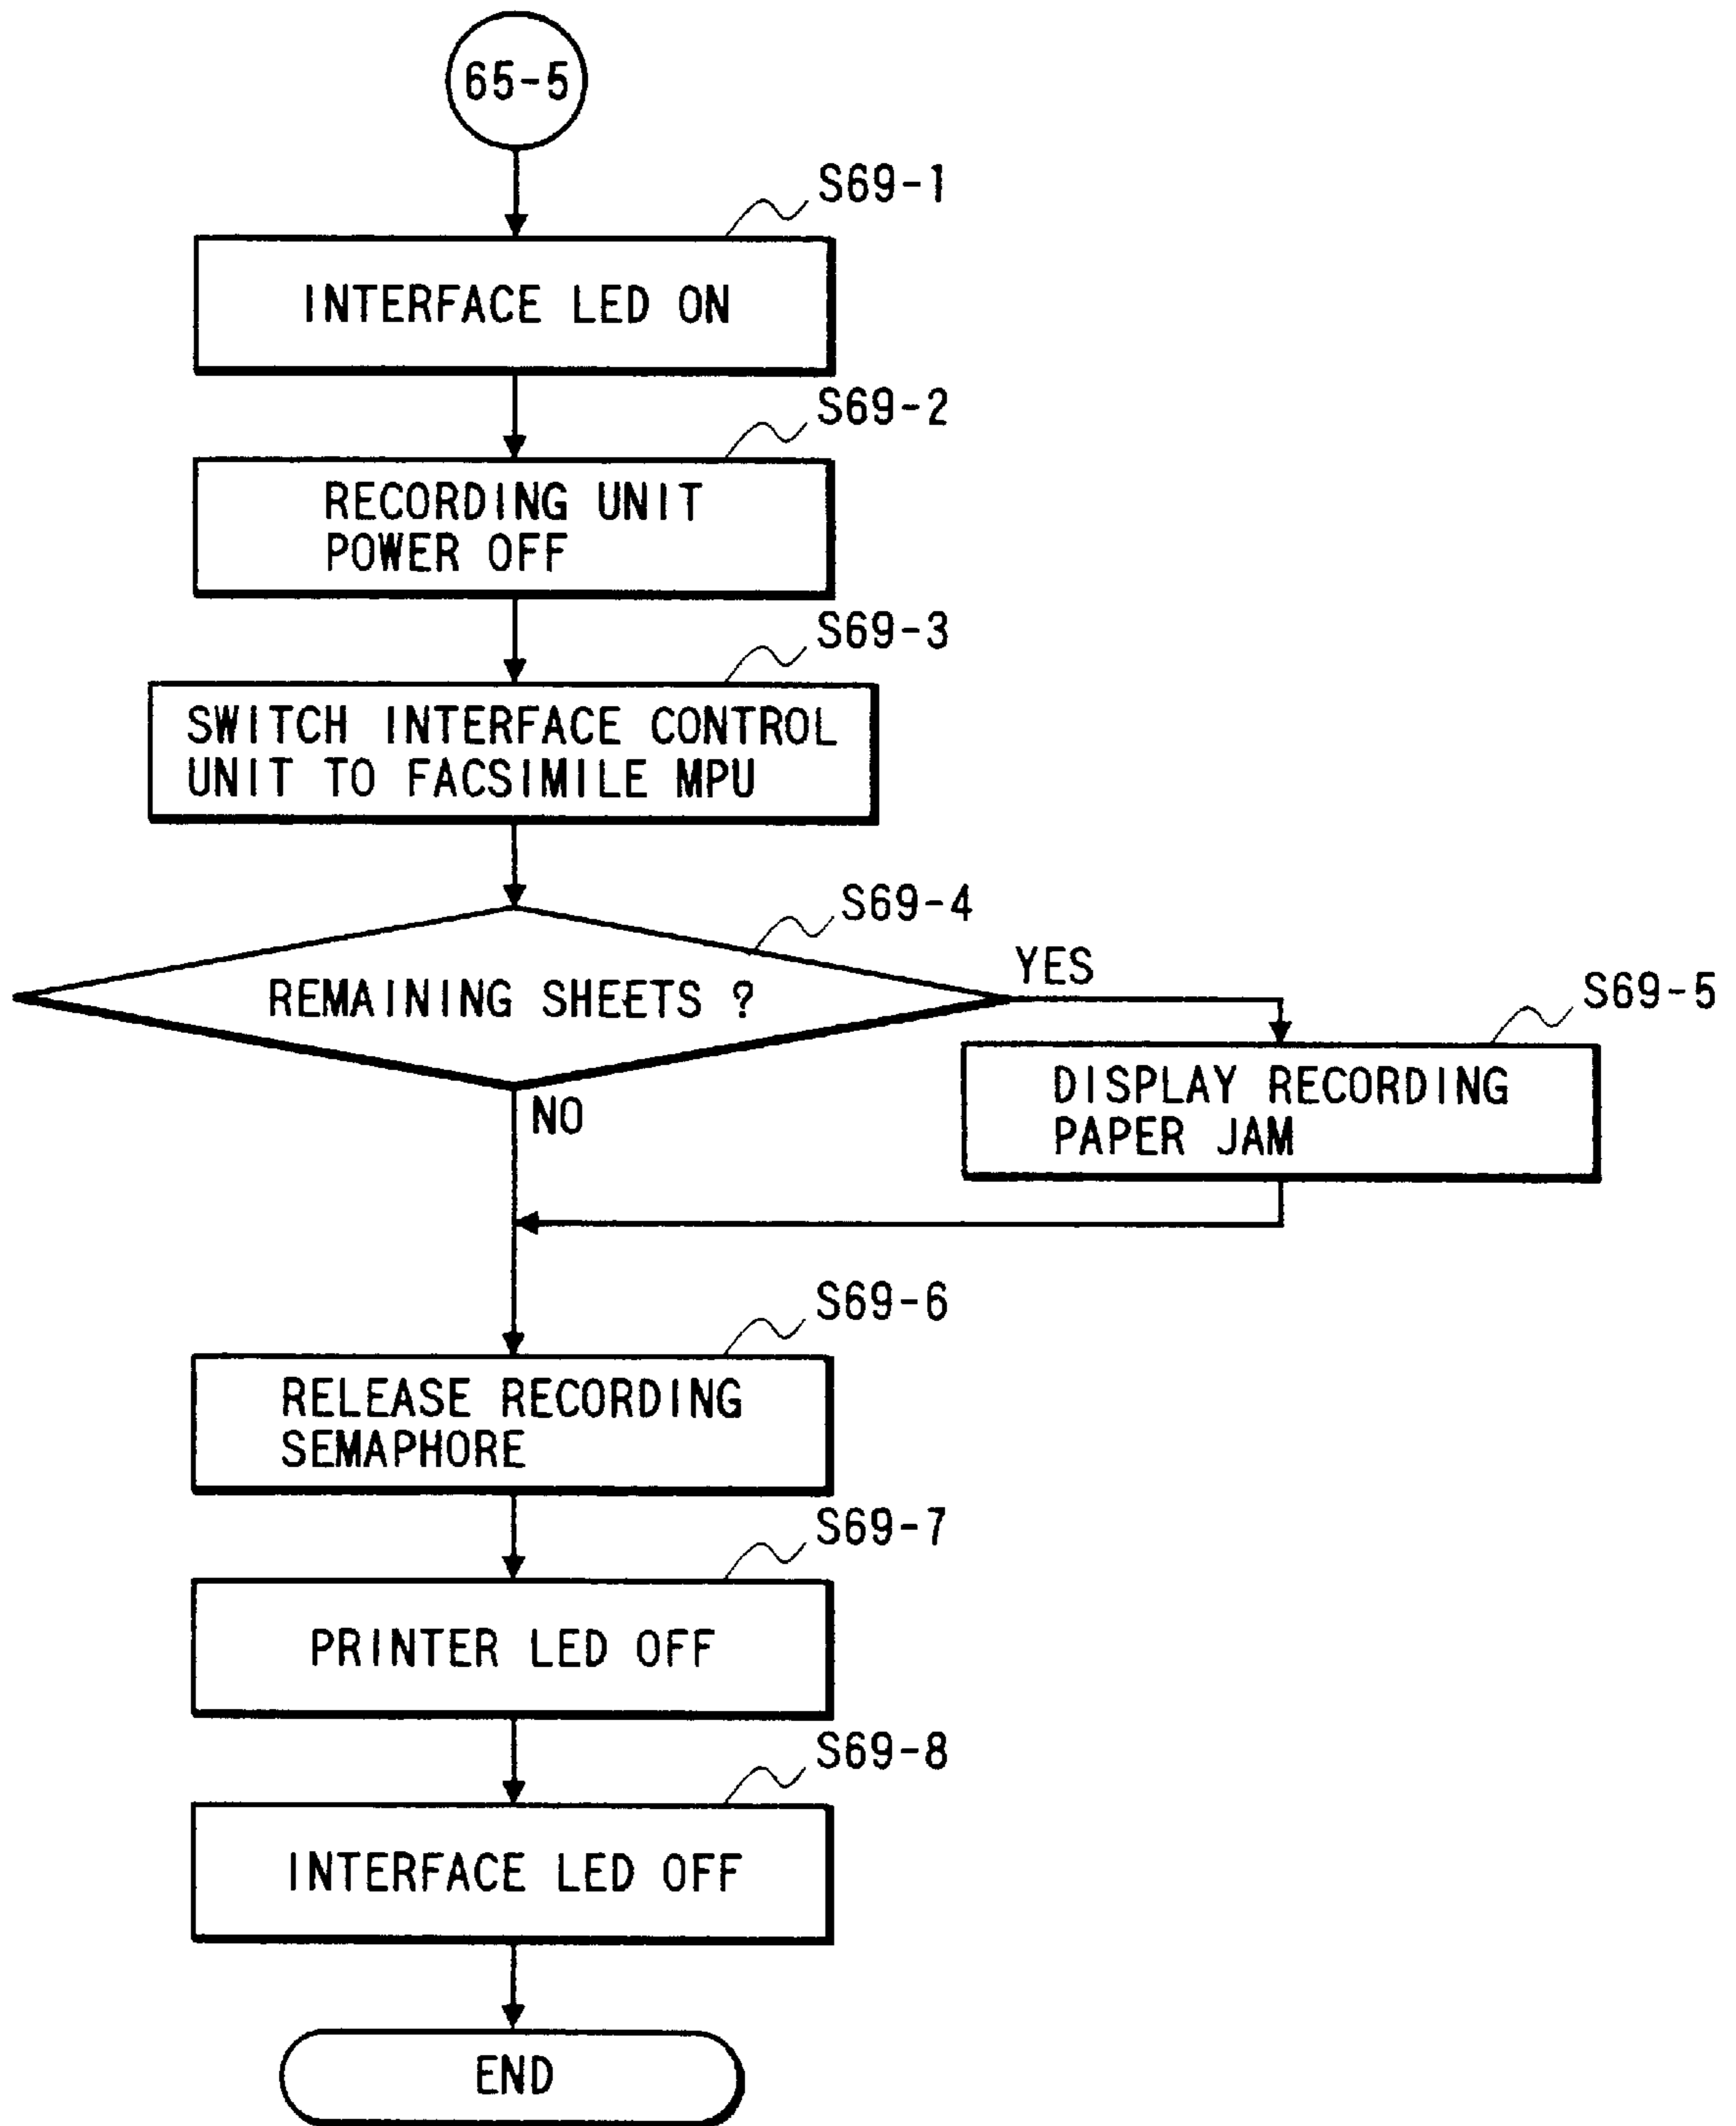 65-5
S69-1
INTERFACE LED ON
S69-2
RECORDING UNIT
POWER OFF
S69-3
SWITCH INTERFACE CONTROL
UNIT TO FACSIMILE MPU
S69-4
REMAINING SHEETS ?
YES
S69-5
DISPLAY RECORDING
PAPER JAM
NO
S69-6
RELEASE RECORDING
SEMAPHORE
S69-7
PRINTER LED OFF
S69-8
INTERFACE LED OFF
END